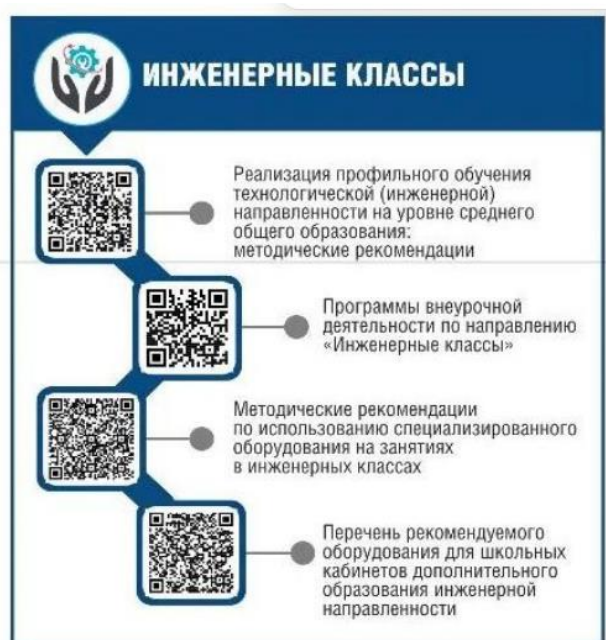 ИНЖЕНЕРНЫЕ КЛАССЫ
Реализация профильного обучения
технологической (инженерной)
направленности на уровне среднего
общего образования:
методические рекомендации
Программы внеурочной
деятельности по направлению
«Инженерные классы»
Методические рекомендации
по использованию специализированного
оборудования на занятиях
в инженерных классах
Перечень рекомендуемого
оборудования для школьных
кабинетов дополнительного
образования инженерной
направленности